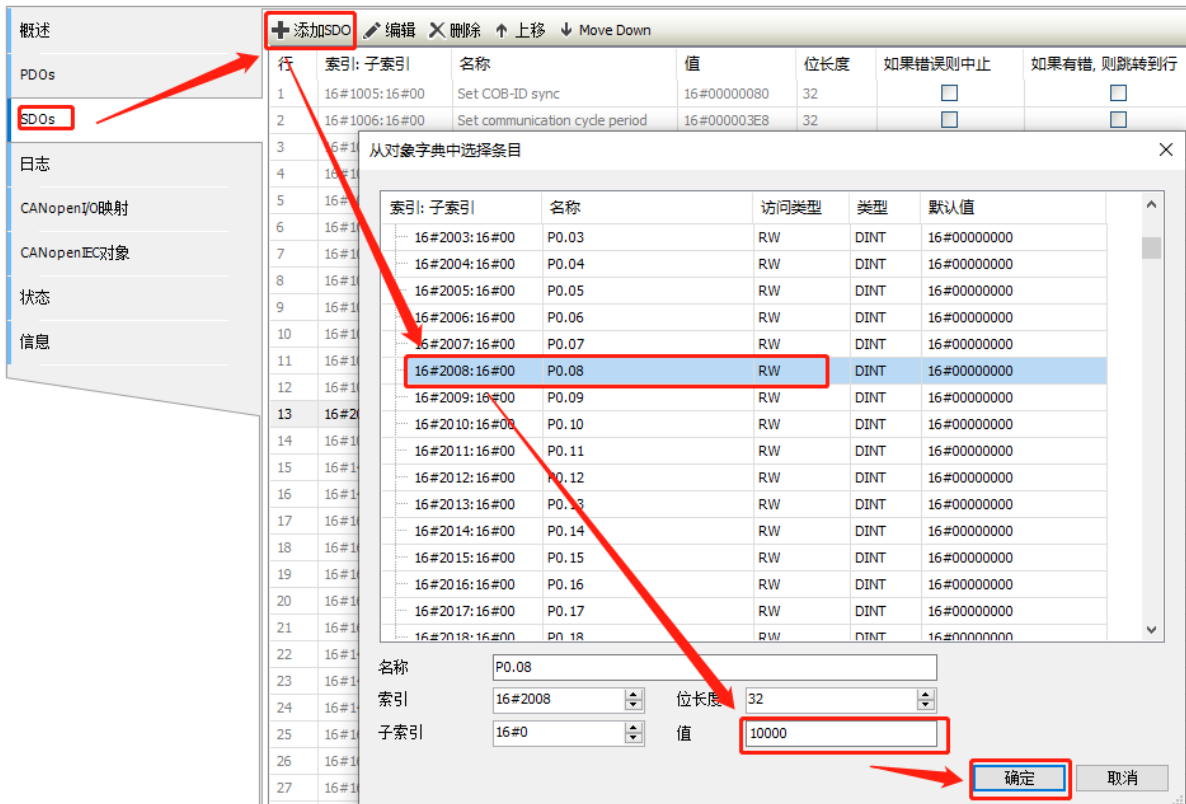 概述
PDOs
SDOs
日志
CANopenI/O映射
CANopenIEC对象
状态
信息
添加SDO 编辑 删除 上移 Move Down
行 索引: 子索引 名称 值 位长度 如果错误则中止 如果有错, 则跳转到行
1 16#1005:16#00 Set COB-ID sync 16#00000080 32
2 16#1006:16#00 Set communication cycle period 16#000003E8 32
3
4
5
6
7
8
9
10
11
12
13
14
15
16
17
18
19
20
21
22
23
24
25
26
27
从对象字典中选择条目
索引: 子索引 名称 访问类型 类型 默认值
16#2003:16#00 P0.03 RW DINT 16#00000000
16#2004:16#00 P0.04 RW DINT 16#00000000
16#2005:16#00 P0.05 RW DINT 16#00000000
16#2006:16#00 P0.06 RW DINT 16#00000000
16#2007:16#00 P0.07 RW DINT 16#00000000
16#2008:16#00 P0.08 RW DINT 16#00000000
16#2009:16#00 P0.09 RW DINT 16#00000000
16#2010:16#00 P0.10 RW DINT 16#00000000
16#2011:16#00 P0.11 RW DINT 16#00000000
16#2012:16#00 P0.12 RW DINT 16#00000000
16#2013:16#00 P0.13 RW DINT 16#00000000
16#2014:16#00 P0.14 RW DINT 16#00000000
16#2015:16#00 P0.15 RW DINT 16#00000000
16#2016:16#00 P0.16 RW DINT 16#00000000
16#2017:16#00 P0.17 RW DINT 16#00000000
16#2018:16#00 P0.18 RW DINT 16#00000000
名称 P0.08
索引 16#2008 位长度 32
子索引 16#0 值 10000
确定 取消